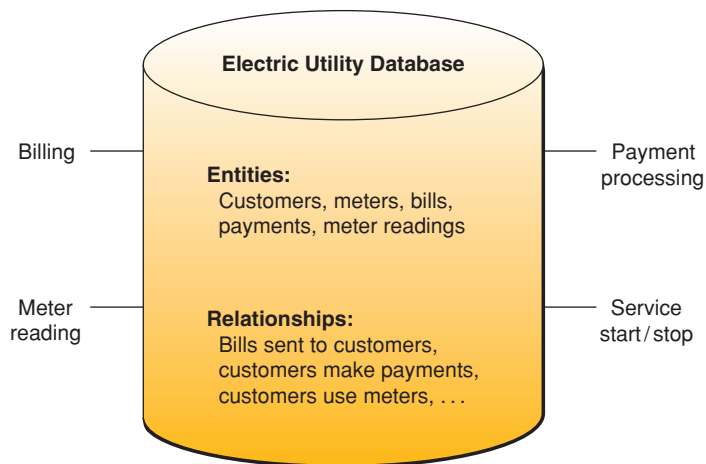 Electric Utility Database
Billing
Payment
processing
Entities:
Customers, meters, bills,
payments, meter readings
Meter
reading
Service
start/stop
Relationships:
Bills sent to customers,
customers make payments,
customers use meters, . . .